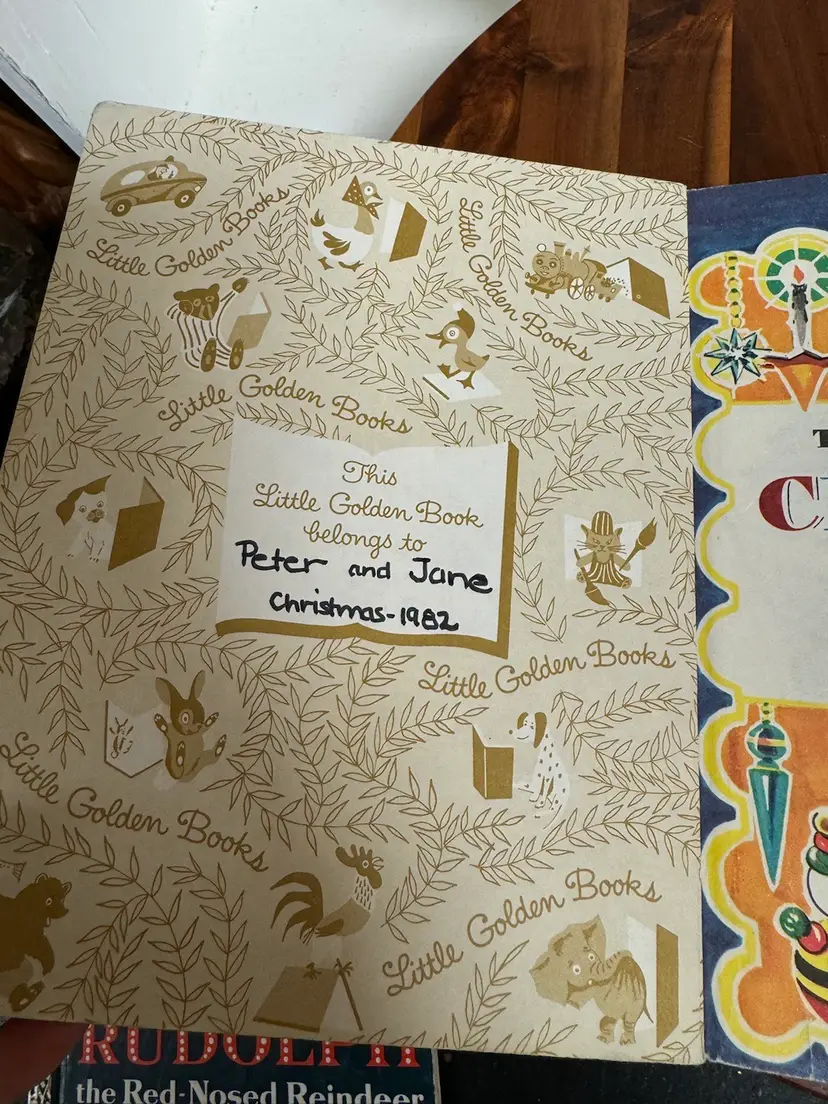 Little Golden Books
Little Golden Books
Little Golden Books
This
Little Golden Book
belongs to
Peter and Jane
Christmas-1982
Little Golden Books
Little Golden Books
Little Golden Books
RUDOLPH
the Red-Nosed Reindeer